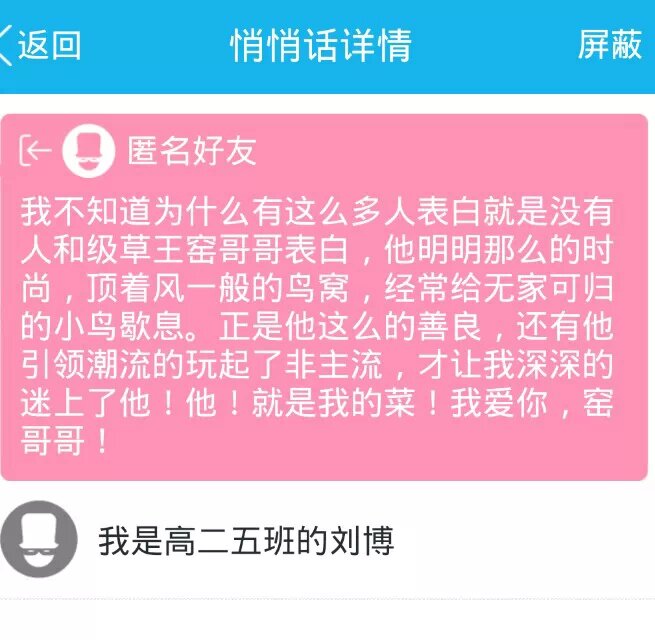 返回 悄悄话详情 屏蔽
匿名好友
我不知道为什么有这么多人表白就是没有
人和级草王窑哥哥表白，他明明那么的时
尚，顶着风一般的鸟窝，经常给无家可归
的小鸟歇息。正是他这么的善良，还有他
引领潮流的玩起了非主流，才让我深深的
迷上了他！他！就是我的菜！我爱你，窑
哥哥！
我是高二五班的刘博